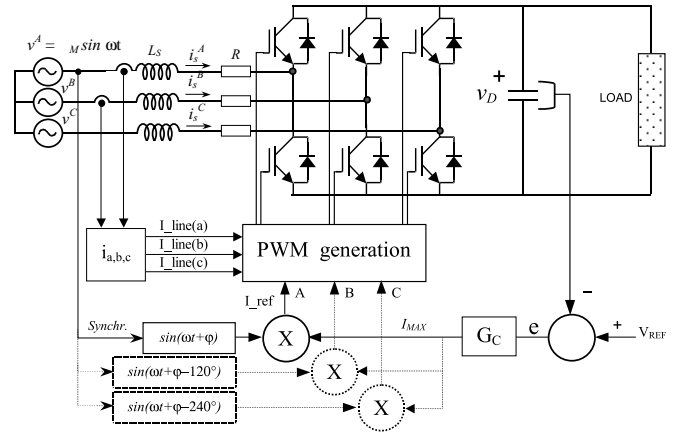 v^A = M sin ωt
L_S
i_s^A
R
v^B
i_s^B
v^C
i_s^C
+
v_D
LOAD
I_line(a)
I_line(b)
I_line(c)
i_a,b,c
PWM generation
I_ref
A
B
C
–
Synchr.
sin(ωt+φ)
X
I_MAX
G_C
e
+
V_REF
sin(ωt+φ–120°)
X
sin(ωt+φ–240°)
X